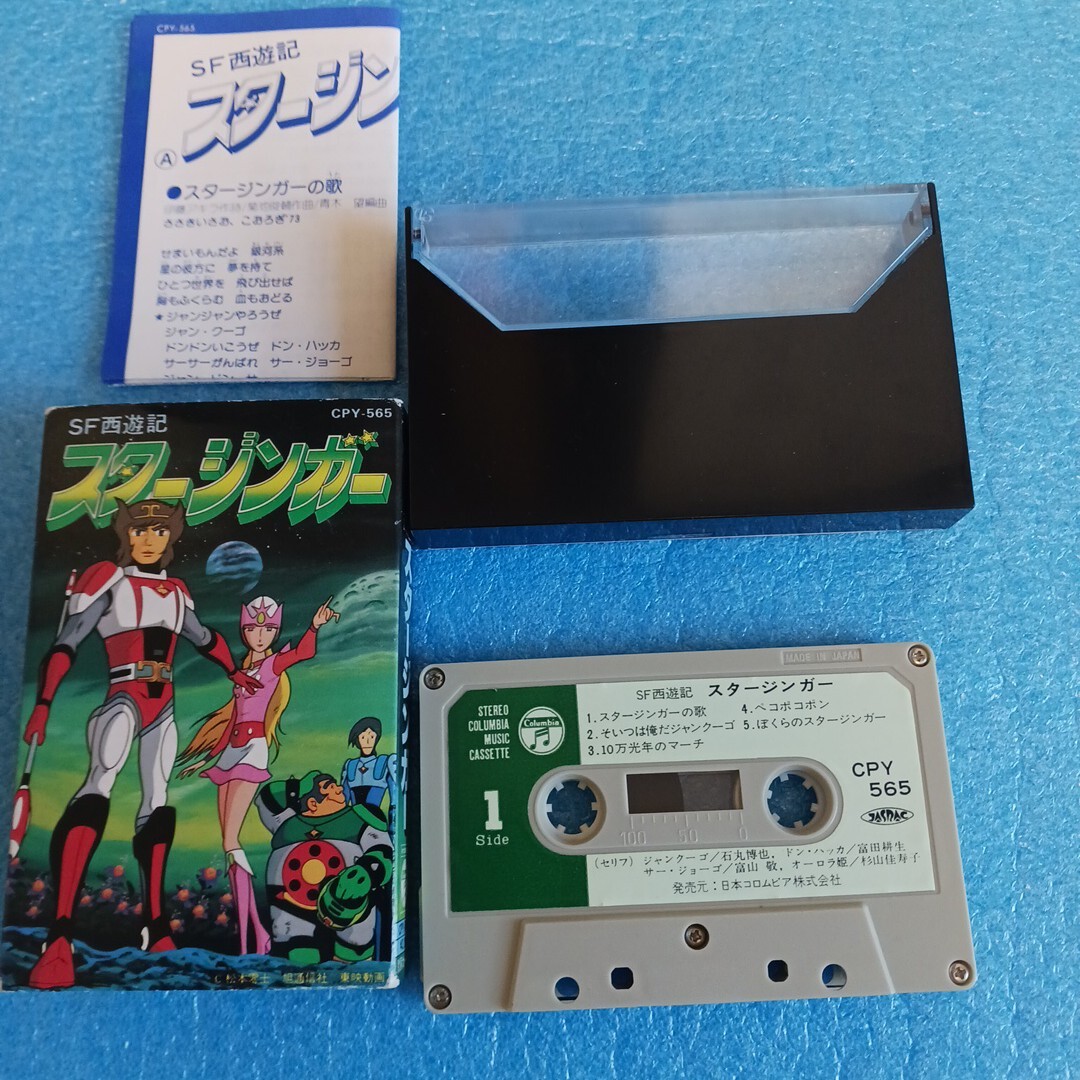 CPY-565
SF西遊記
スタージン
Ⓐ
●スタージンガーの歌
ささきいさお、こおろぎ'73
せまいもんだよ 銀河系
星の彼方に 夢を持て
ひとつ世界を 飛び出せば
胸もふくらむ 血もおどる
★ジャンジャンやろうぜ
ジャン・クーゴ
ドンドンいこうぜ ドン・ハッカ
サーサーがんばれ サー・ジョーゴ
SF西遊記
CPY-565
スタージンガー
松本零士 旭通信社 東映動画
MADE IN JAPAN
STEREO
COLUMBIA
MUSIC
CASSETTE
Columbia
SF西遊記 スタージンガー
1.スタージンガーの歌 4.ペコポコポン
2.そいつは俺だジャンクーゴ 5.ぼくらのスタージンガー
3.10万光年のマーチ
1
Side
100 50 0
CPY
565
JASRAC
(セリフ) ジャンクーゴ/石丸博也, ドン・ハッカ/富田耕生
サー・ジョーゴ/富山 敬, オーロラ姫/杉山佳寿子
発売元:日本コロムビア株式会社